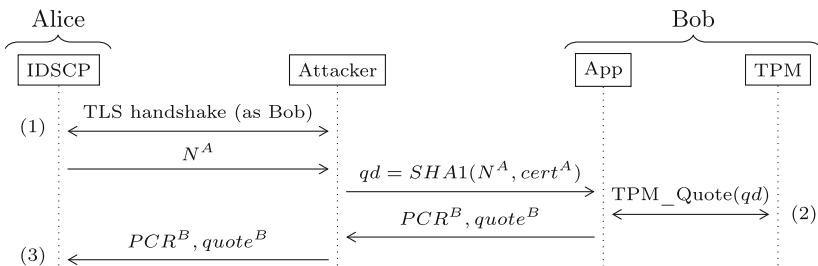 Alice Bob
IDSCP Attacker App TPM
(1) TLS handshake (as Bob)
N^A
qd = SHA1(N^A, cert^A)
TPM_Quote(qd) (2)
PCR^B, quote^B
(3) PCR^B, quote^B